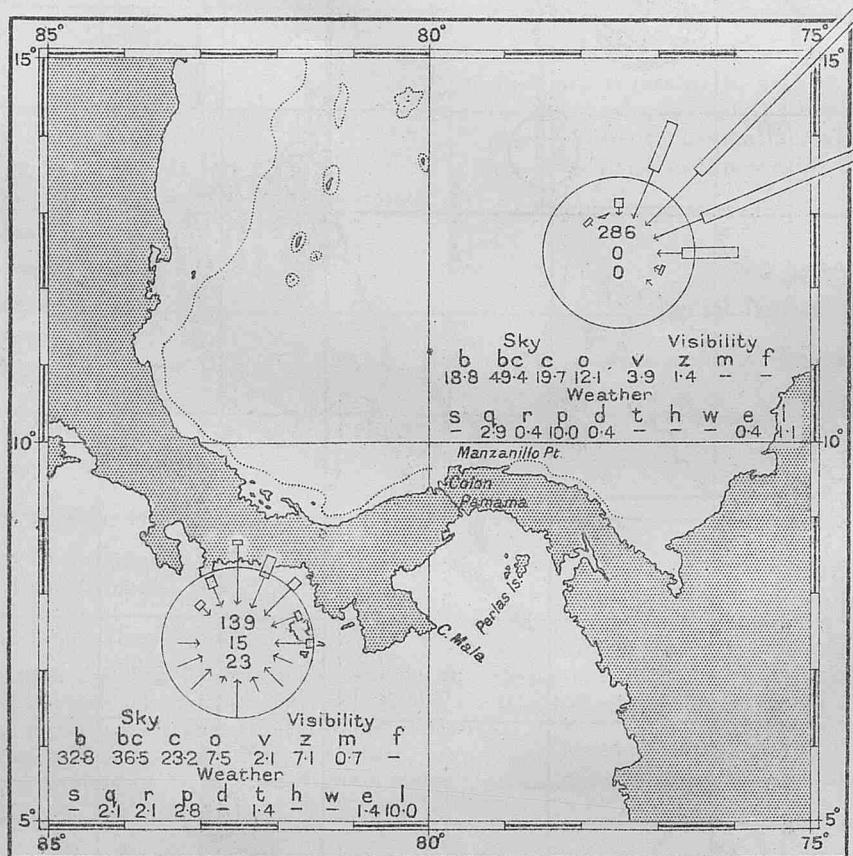 85° 80° 75°
15° 15°
286
0
0
Sky Visibility
b bc c o v z m f
18·8 49·4 19·7 12·1 3·9 1·4 – –
Weather
s q r p d t h w e l
– 2·9 0·4 10·0 0·4 – – – 0·4 1·1
10° 10°
Manzanillo Pt.
Colon
Panama
Perlas Is.
C. Mala
139
15
23
Sky Visibility
b bc c o v z m f
32·8 36·5 23·2 7·5 2·1 7·1 0·7 –
Weather
s q r p d t h w e l
– 2·1 2·1 2·8 – 1·4 – – 1·4 10·0
5° 5°
85° 80° 75°